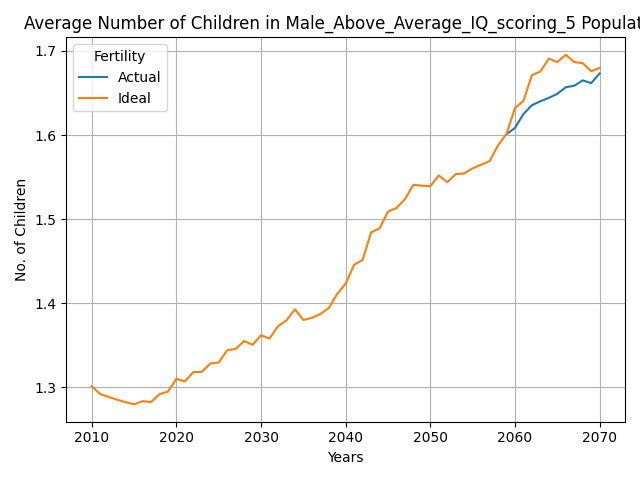 Average Number of Children in Male_Above_Average_IQ_scoring_5 Populat
Fertility
Actual
Ideal
No. of Children
1.7
1.6
1.5
1.4
1.3
2010 2020 2030 2040 2050 2060 2070
Years